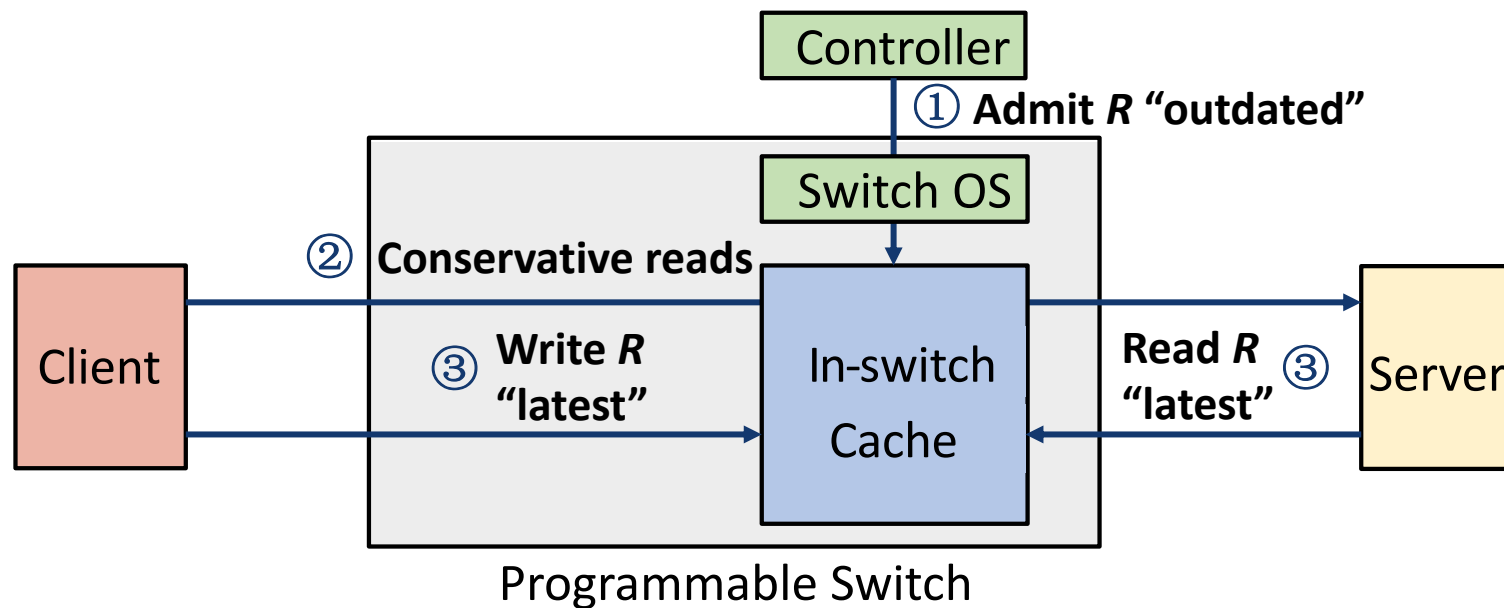 Controller
① Admit R “outdated”
Switch OS
② Conservative reads
Client
③ Write R
“latest”
In-switch
Cache
Read R ③
“latest”
Server
Programmable Switch